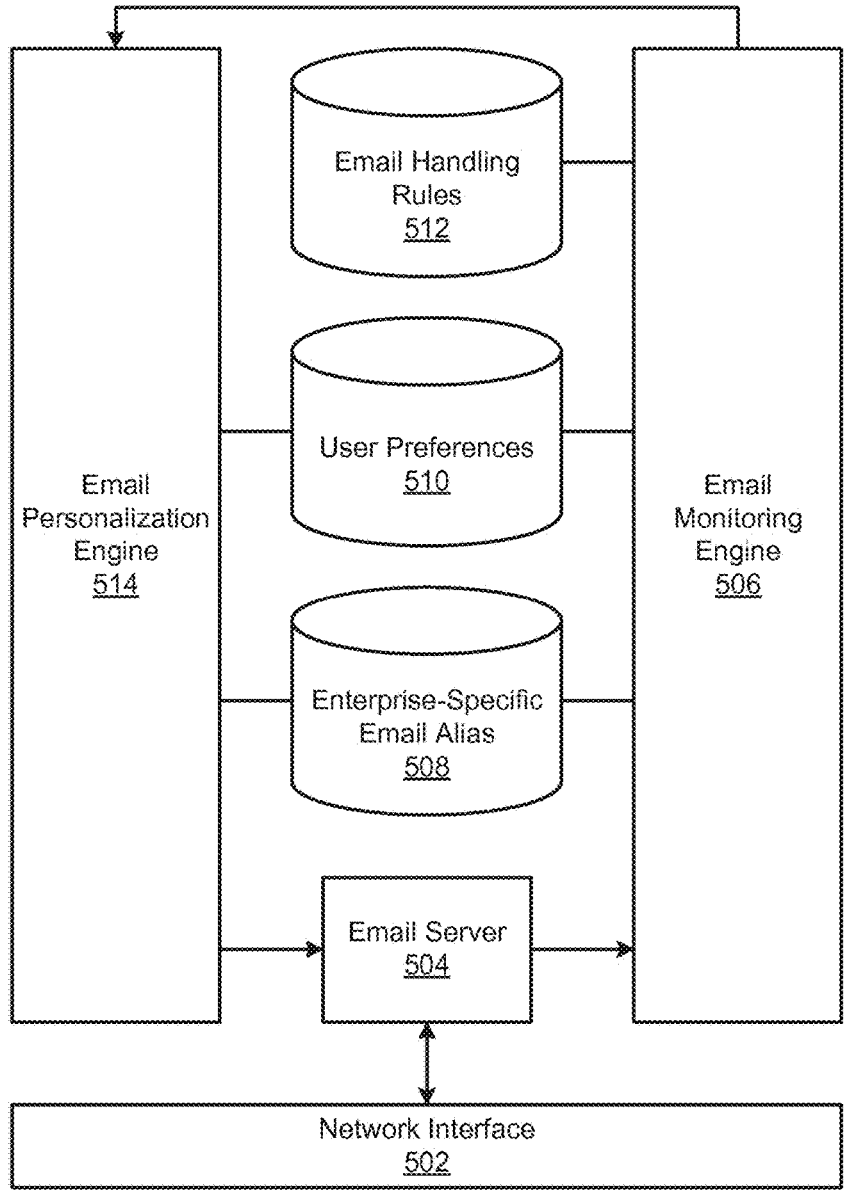 Email Handling
Rules
512
User Preferences
510
Email
Personalization
Engine
514
Email
Monitoring
Engine
506
Enterprise-Specific
Email Alias
508
Email Server
504
Network Interface
502